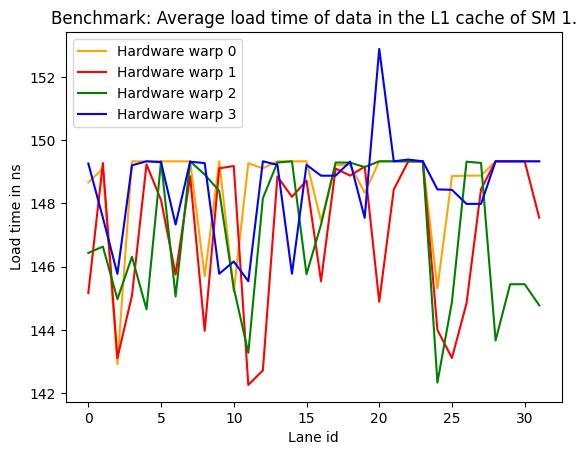 Benchmark: Average load time of data in the L1 cache of SM 1.
Hardware warp 0
Hardware warp 1
Hardware warp 2
Hardware warp 3
Load time in ns
152
150
148
146
144
142
0 5 10 15 20 25 30
Lane id